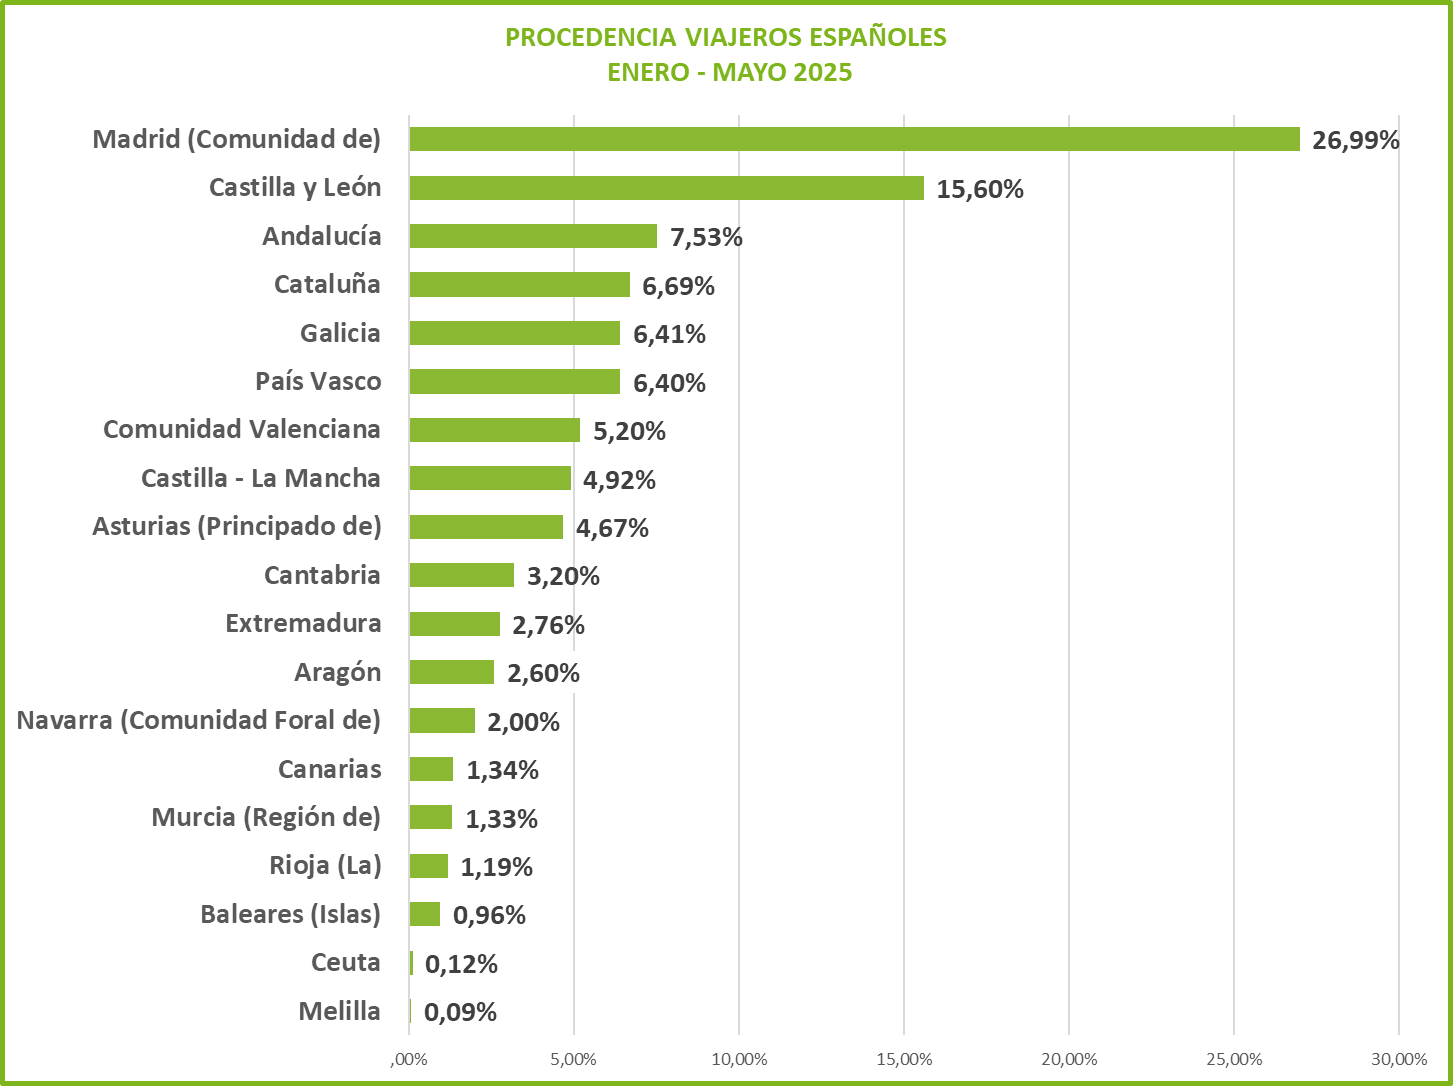 PROCEDENCIA VIAJEROS ESPAÑOLES
ENERO - MAYO 2025
Madrid (Comunidad de) 26,99%
Castilla y León 15,60%
Andalucía 7,53%
Cataluña 6,69%
Galicia 6,41%
País Vasco 6,40%
Comunidad Valenciana 5,20%
Castilla - La Mancha 4,92%
Asturias (Principado de) 4,67%
Cantabria 3,20%
Extremadura 2,76%
Aragón 2,60%
Navarra (Comunidad Foral de) 2,00%
Canarias 1,34%
Murcia (Región de) 1,33%
Rioja (La) 1,19%
Baleares (Islas) 0,96%
Ceuta 0,12%
Melilla 0,09%
,00% 5,00% 10,00% 15,00% 20,00% 25,00% 30,00%